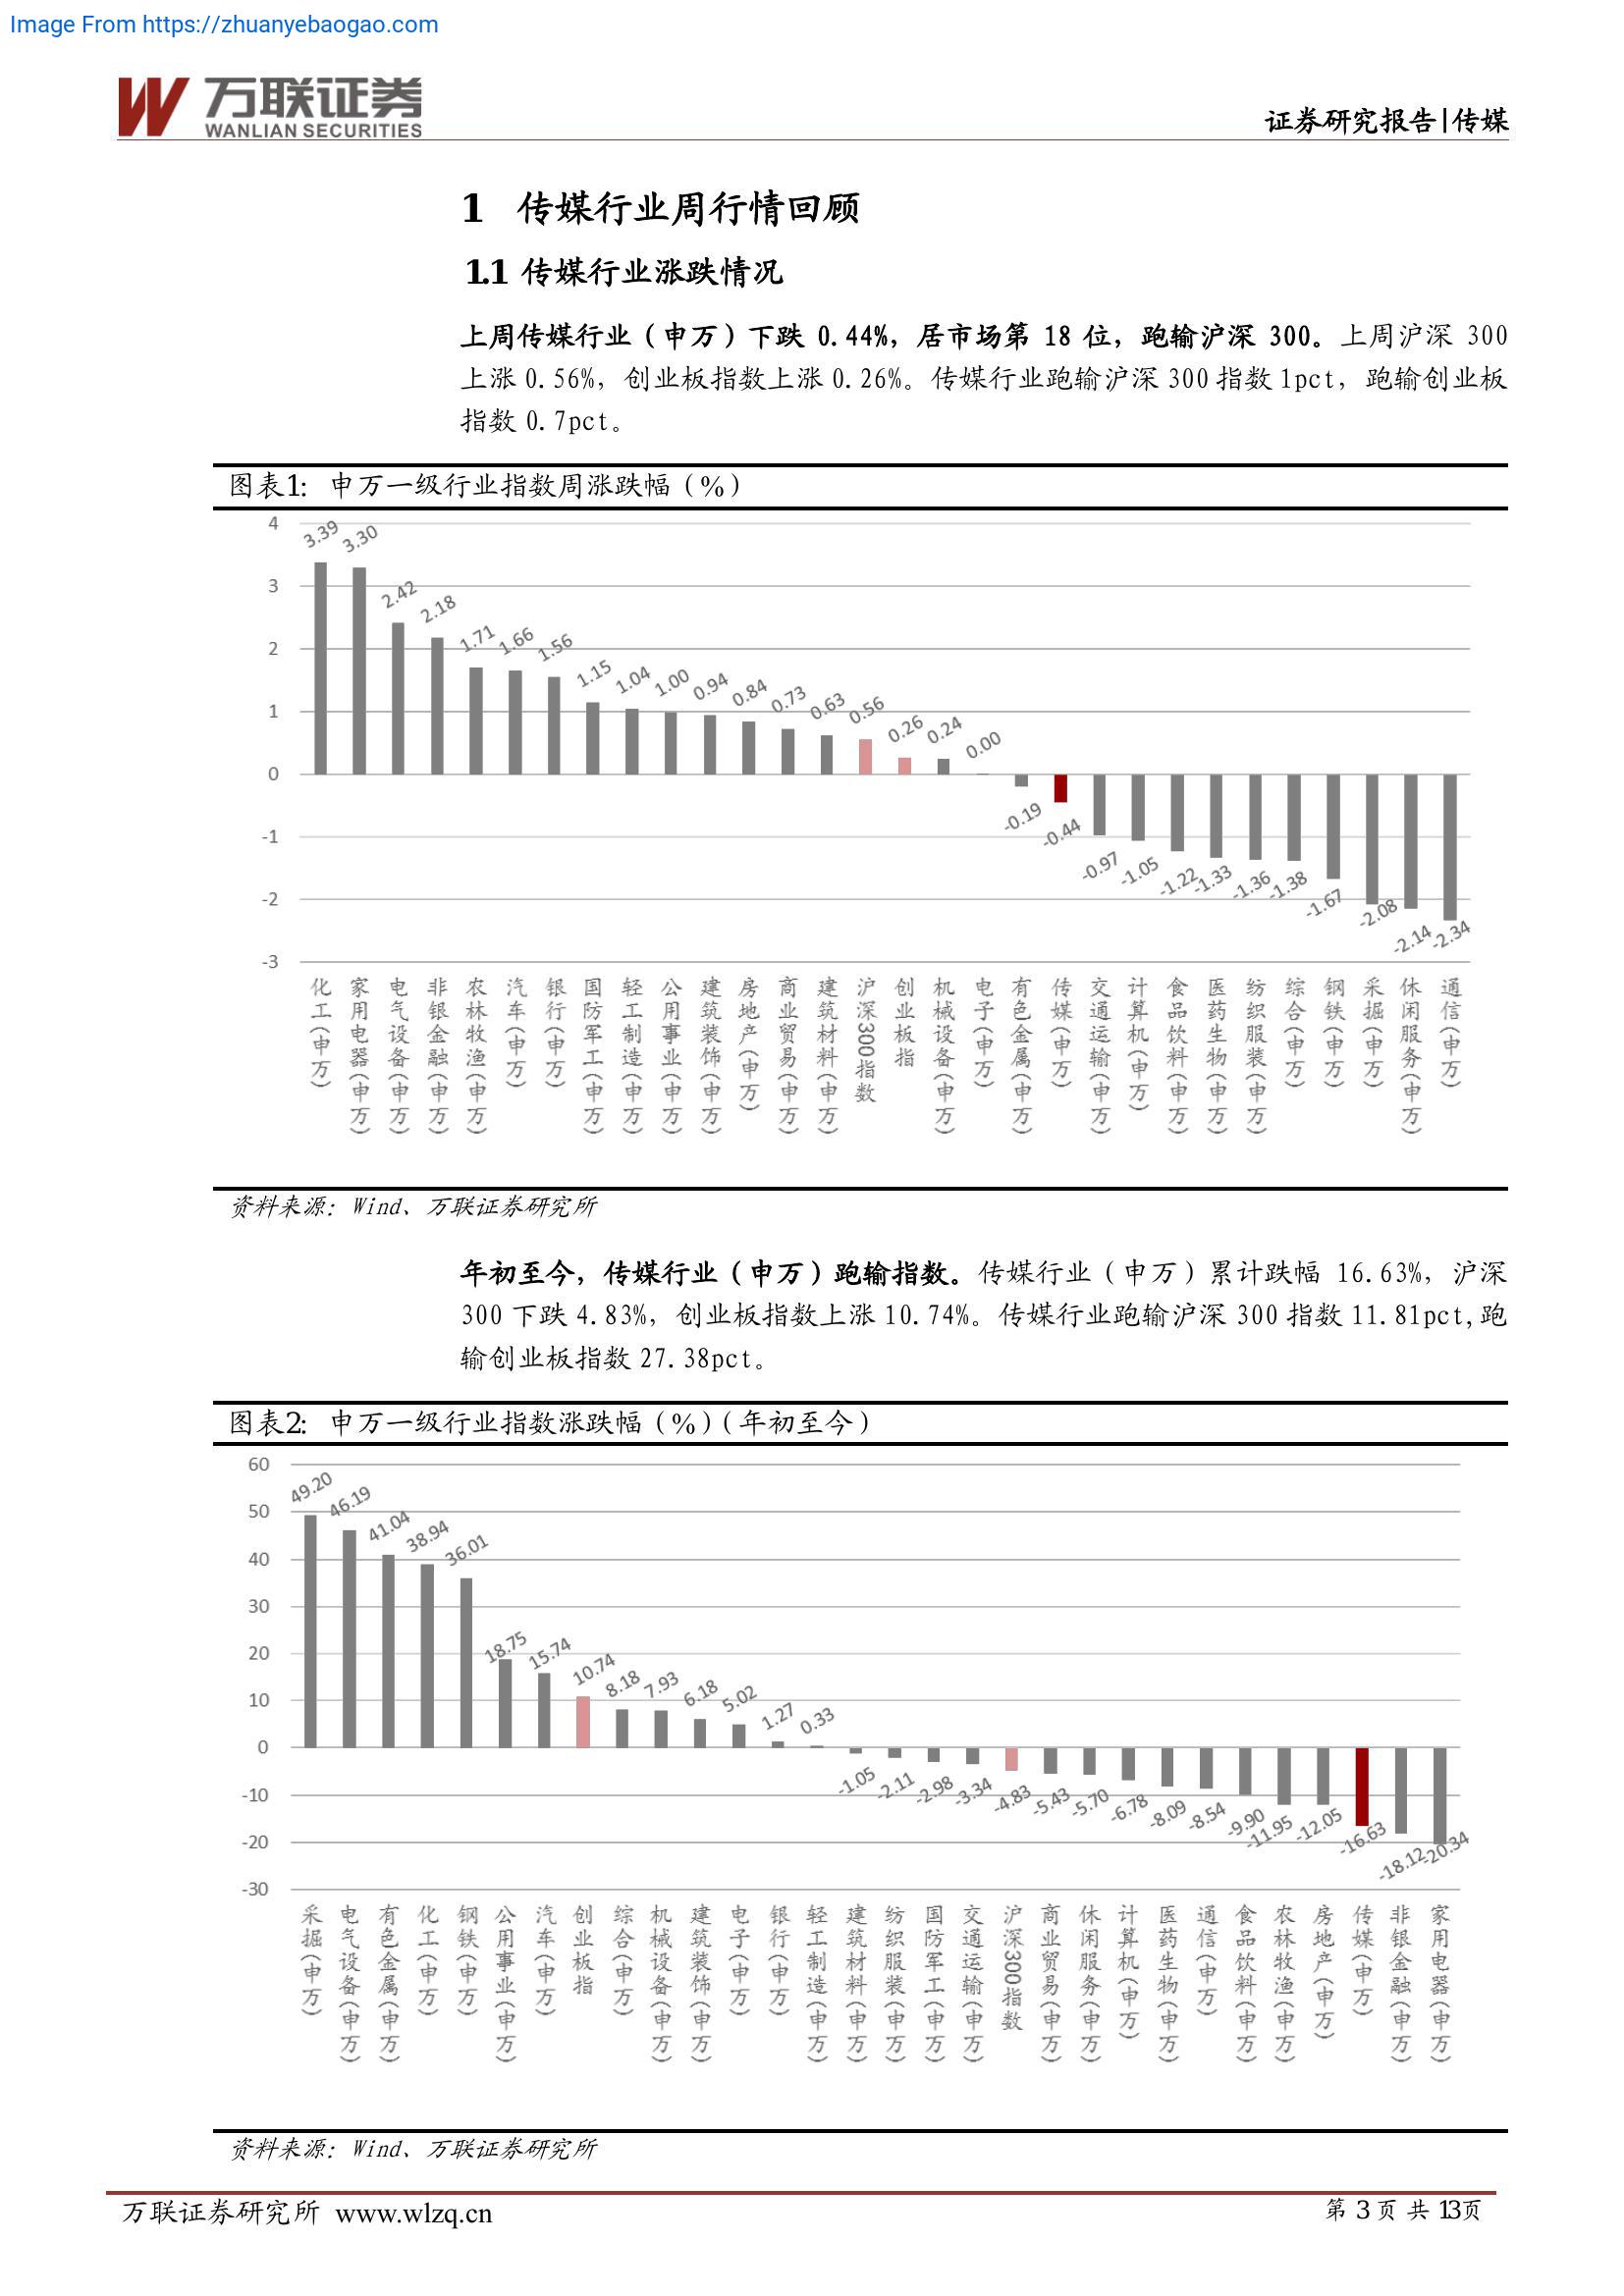 Image From https://zhuanyebaogao.com
万联证券
WANLIAN SECURITIES
证券研究报告|传媒
1 传媒行业周行情回顾
1.1 传媒行业涨跌情况
上周传媒行业（申万）下跌 0.44%，居市场第 18 位，跑输沪深 300。上周沪深 300
上涨 0.56%，创业板指数上涨 0.26%。传媒行业跑输沪深 300 指数 1pct，跑输创业板
指数 0.7pct。
图表1: 申万一级行业指数周涨跌幅（%）
4
3
2
1
0
-1
-2
-3
3.39 3.30 2.42 2.18 1.71 1.66 1.56 1.15 1.04 1.00 0.94 0.84 0.73 0.63 0.56 0.26 0.24 0.00 -0.19 -0.44 -0.97 -1.05 -1.22 -1.33 -1.36 -1.38 -1.67 -2.08 -2.14 -2.34
化工(申万)
家用电器(申万)
电气设备(申万)
非银金融(申万)
农林牧渔(申万)
汽车(申万)
银行(申万)
国防军工(申万)
轻工制造(申万)
公用事业(申万)
建筑装饰(申万)
房地产(申万)
商业贸易(申万)
建筑材料(申万)
沪深300指数
创业板指
机械设备(申万)
电子(申万)
有色金属(申万)
传媒(申万)
交通运输(申万)
计算机(申万)
食品饮料(申万)
医药生物(申万)
纺织服装(申万)
综合(申万)
钢铁(申万)
采掘(申万)
休闲服务(申万)
通信(申万)
资料来源：Wind、万联证券研究所
年初至今，传媒行业（申万）跑输指数。传媒行业（申万）累计跌幅 16.63%，沪深
300 下跌 4.83%，创业板指数上涨 10.74%。传媒行业跑输沪深 300 指数 11.81pct,跑
输创业板指数 27.38pct。
图表2: 申万一级行业指数涨跌幅（%）（年初至今）
60
50
40
30
20
10
0
-10
-20
-30
49.20 46.19 41.04 38.94 36.01 18.75 15.74 10.74 8.18 7.93 6.18 5.02 1.27 0.33 -1.05 -2.11 -2.98 -3.34 -4.83 -5.43 -5.70 -6.78 -8.09 -8.54 -9.90 -11.95 -12.05 -16.63 -18.12 -20.34
采掘(申万)
电气设备(申万)
有色金属(申万)
化工(申万)
钢铁(申万)
公用事业(申万)
汽车(申万)
创业板指
综合(申万)
机械设备(申万)
建筑装饰(申万)
电子(申万)
银行(申万)
轻工制造(申万)
建筑材料(申万)
纺织服装(申万)
国防军工(申万)
交通运输(申万)
沪深300指数
商业贸易(申万)
休闲服务(申万)
计算机(申万)
医药生物(申万)
通信(申万)
食品饮料(申万)
农林牧渔(申万)
房地产(申万)
传媒(申万)
非银金融(申万)
家用电器(申万)
资料来源：Wind、万联证券研究所
万联证券研究所 www.wlzq.cn
第 3 页 共 13页